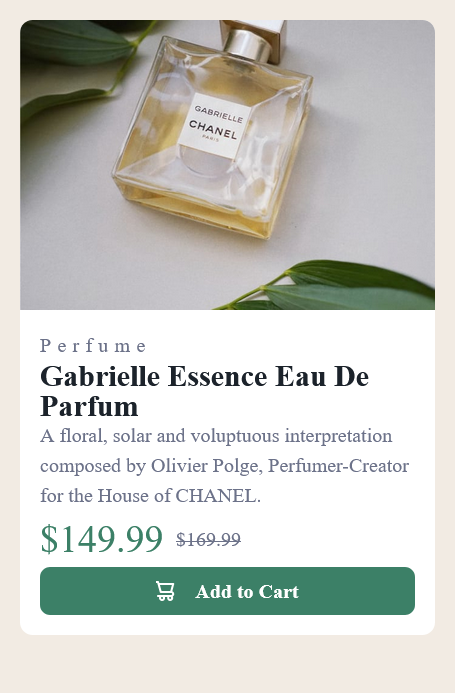 GABRIELLE
CHANEL
PARIS
Perfume
Gabrielle Essence Eau De
Parfum
A floral, solar and voluptuous interpretation
composed by Olivier Polge, Perfumer-Creator
for the House of CHANEL.
$149.99 $169.99
Add to Cart